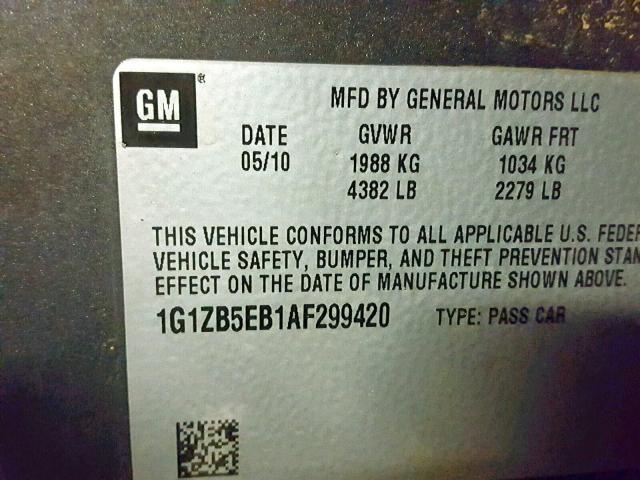 GM ®
MFD BY GENERAL MOTORS LLC
DATE GVWR GAWR FRT
05/10 1988 KG 1034 KG
4382 LB 2279 LB
THIS VEHICLE CONFORMS TO ALL APPLICABLE U.S. FEDER
VEHICLE SAFETY, BUMPER, AND THEFT PREVENTION STAN
EFFECT ON THE DATE OF MANUFACTURE SHOWN ABOVE.
1G1ZB5EB1AF299420 TYPE: PASS CAR